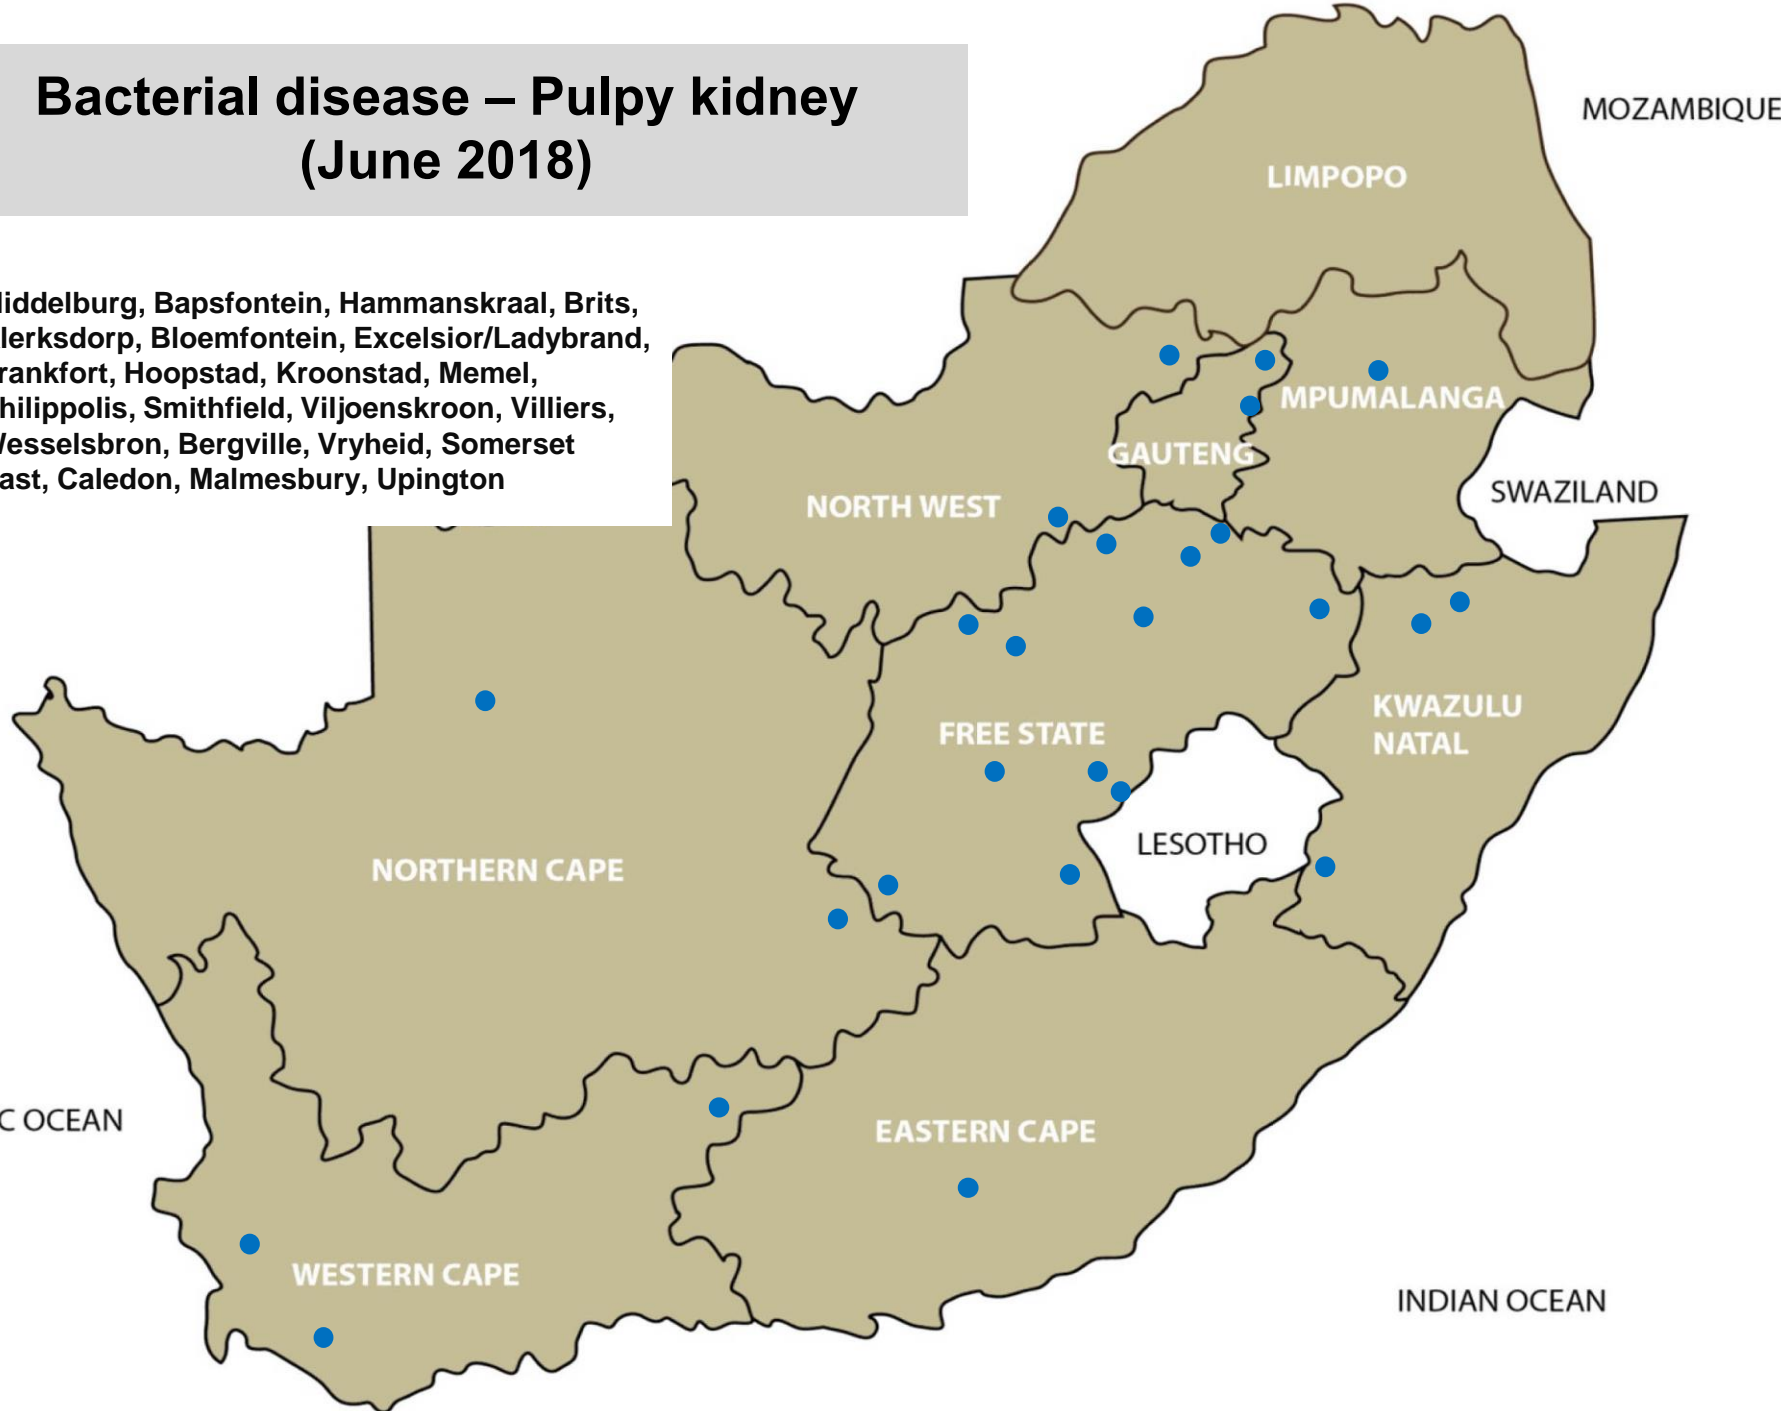 Bacterial disease – Pulpy kidney
(June 2018)
iddelburg, Bapsfontein, Hammanskraal, Brits,
lerksdorp, Bloemfontein, Excelsior/Ladybrand,
rankfort, Hoopstad, Kroonstad, Memel,
hilippolis, Smithfield, Viljoenskroon, Villiers,
esselsbron, Bergville, Vryheid, Somerset
ast, Caledon, Malmesbury, Upington
MOZAMBIQUE
LIMPOPO
MPUMALANGA
GAUTENG
SWAZILAND
NORTH WEST
KWAZULU
NATAL
FREE STATE
LESOTHO
NORTHERN CAPE
C OCEAN
EASTERN CAPE
WESTERN CAPE
INDIAN OCEAN